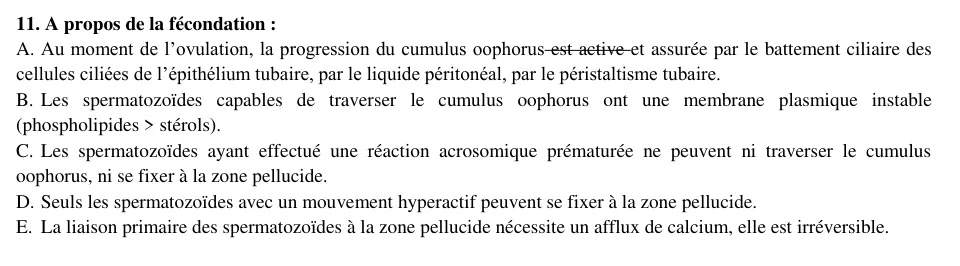 11. A propos de la fécondation :
A. Au moment de l’ovulation, la progression du cumulus oophorus est active et assurée par le battement ciliaire des
cellules ciliées de l’épithélium tubaire, par le liquide péritonéal, par le péristaltisme tubaire.
B. Les spermatozoïdes capables de traverser le cumulus oophorus ont une membrane plasmique instable
(phospholipides > stérols).
C. Les spermatozoïdes ayant effectué une réaction acrosomique prématurée ne peuvent ni traverser le cumulus
oophorus, ni se fixer à la zone pellucide.
D. Seuls les spermatozoïdes avec un mouvement hyperactif peuvent se fixer à la zone pellucide.
E. La liaison primaire des spermatozoïdes à la zone pellucide nécessite un afflux de calcium, elle est irréversible.